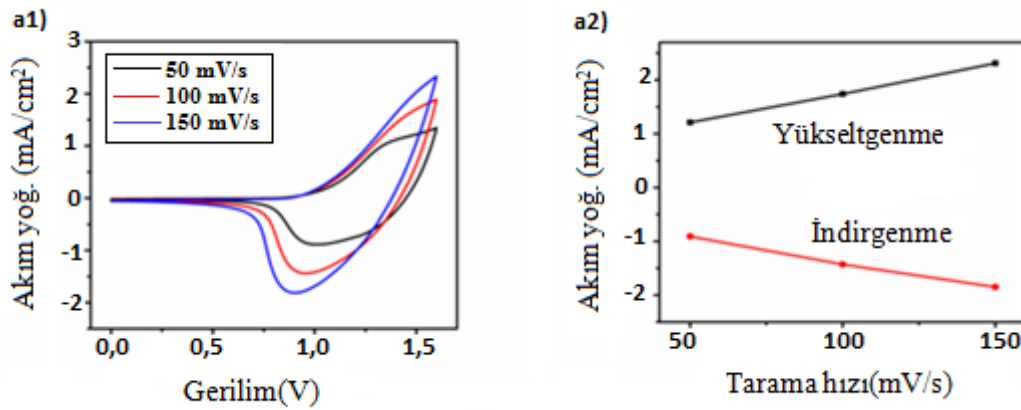 a1)
Akım yoğ. (mA/cm²)
3
2
1
0
-1
-2
50 mV/s
100 mV/s
150 mV/s
0,0
0,5
1,0
1,5
Gerilim(V)
a2)
Akım yoğ. (mA/cm²)
2
1
0
-1
-2
Yükseltgenme
İndirgenme
50
100
150
Tarama hızı(mV/s)